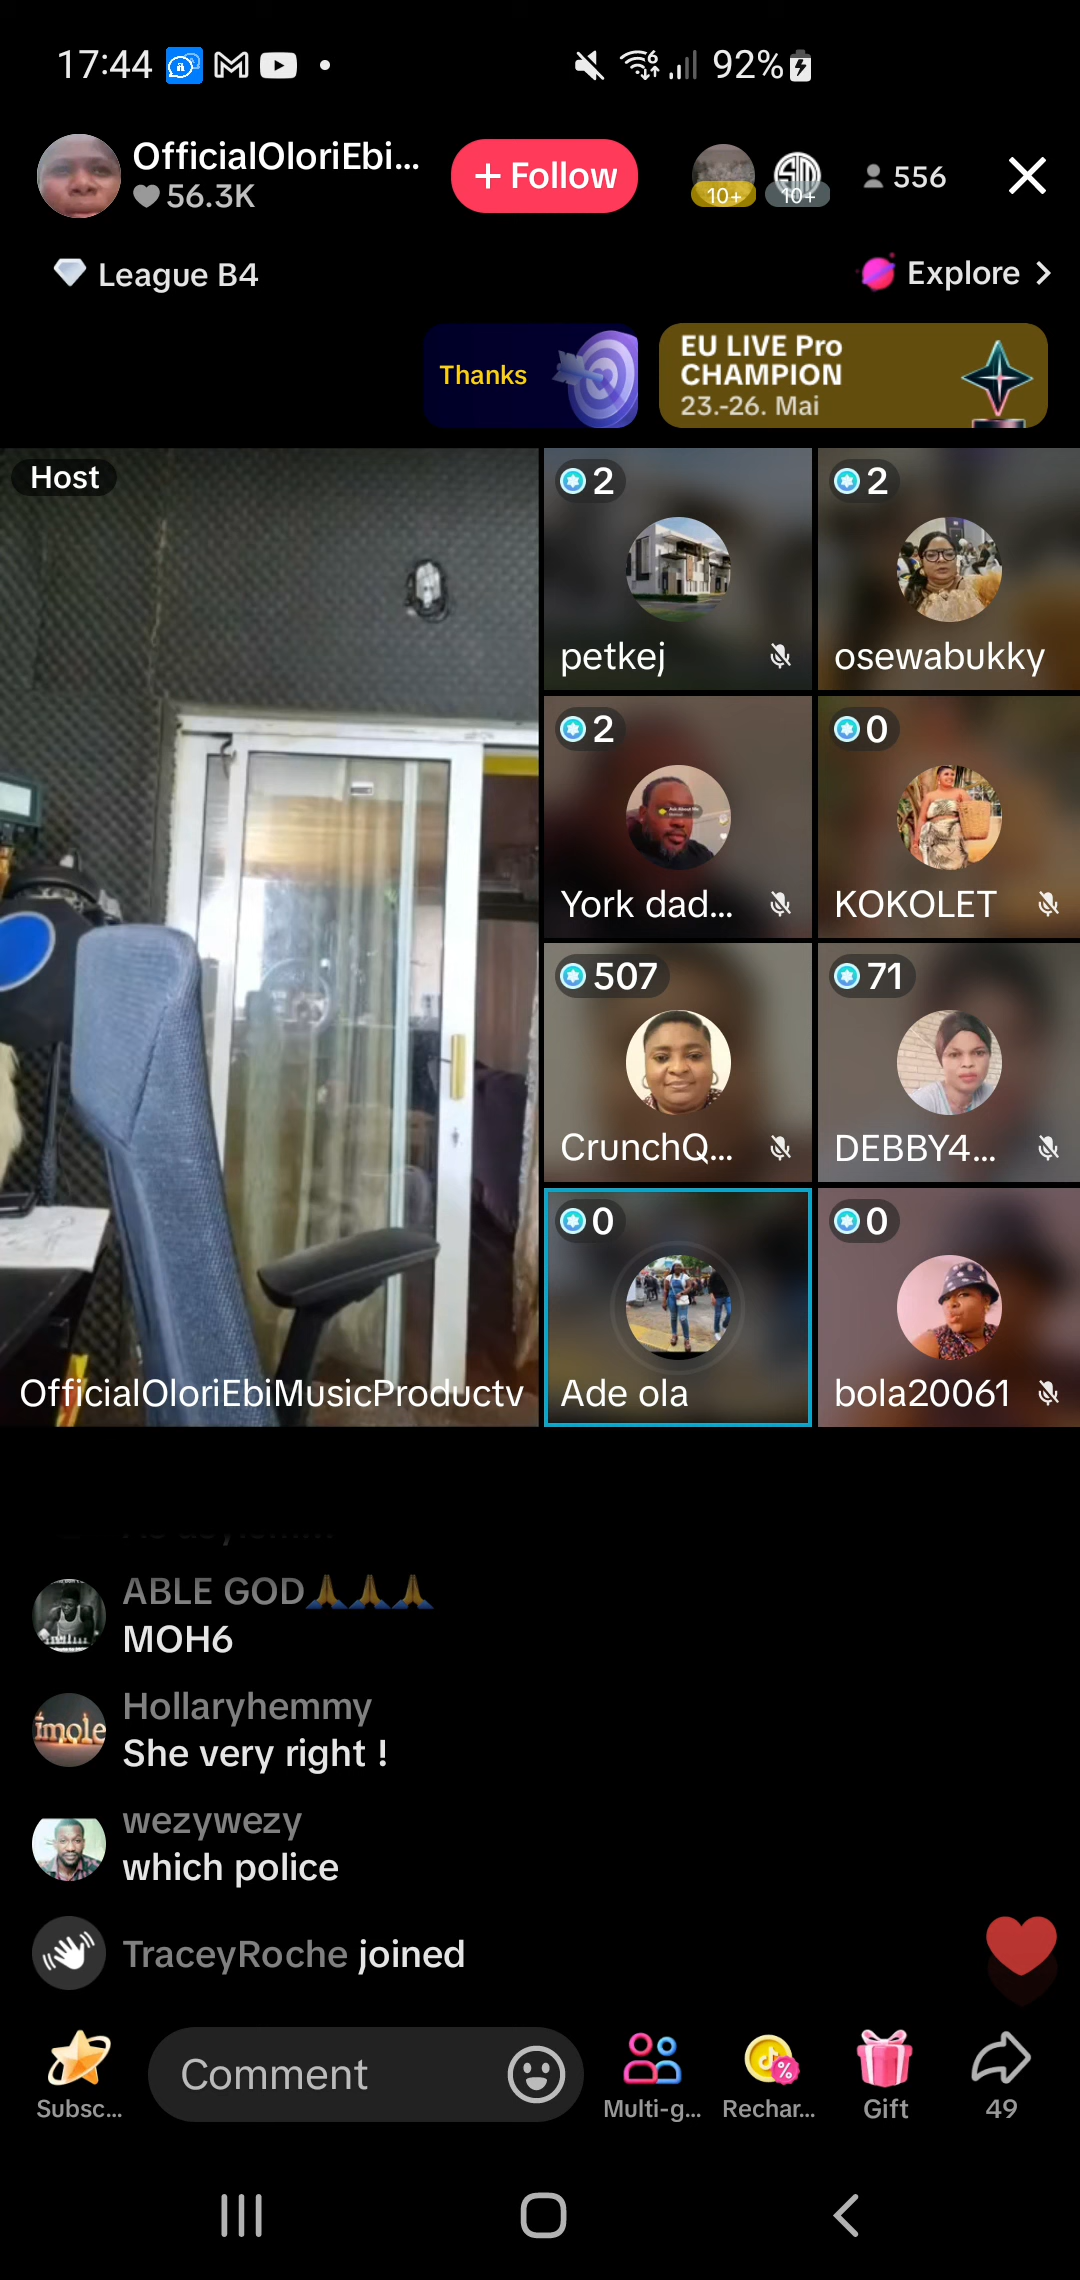 17:44
92%
OfficialOloriEbi...
56.3K
+ Follow
10+
10+
556
League B4
Explore >
Thanks
EU LIVE Pro
CHAMPION
23.-26. Mai
Host
OfficialOloriEbiMusicProductv
2
petkej
2
osewabukky
2
York dad...
0
KOKOLET
507
CrunchQ...
71
DEBBY4...
0
Ade ola
0
bola20061
ABLE GOD🙏🙏🙏
MOH6
imole
Hollaryhemmy
She very right !
wezywezy
which police
TraceyRoche joined
Subsc...
Comment
Multi-g...
Rechar...
Gift
49